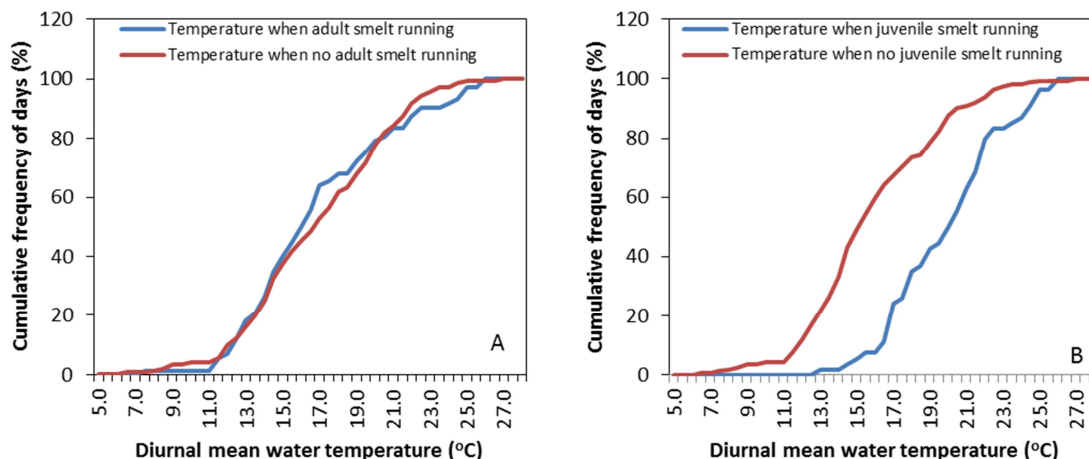 Temperature when adult smelt running
Temperature when no adult smelt running
Cumulative frequency of days (%)
120
100
80
60
40
20
0
A
5.0 7.0 9.0 11.0 13.0 15.0 17.0 19.0 21.0 23.0 25.0 27.0
Diurnal mean water temperature (ºC)
Temperature when juvenile smelt running
Temperature when no juvenile smelt running
Cumulative frequency of days (%)
120
100
80
60
40
20
0
B
5.0 7.0 9.0 11.0 13.0 15.0 17.0 19.0 21.0 23.0 25.0 27.0
Diurnal mean water temperature (ºC)